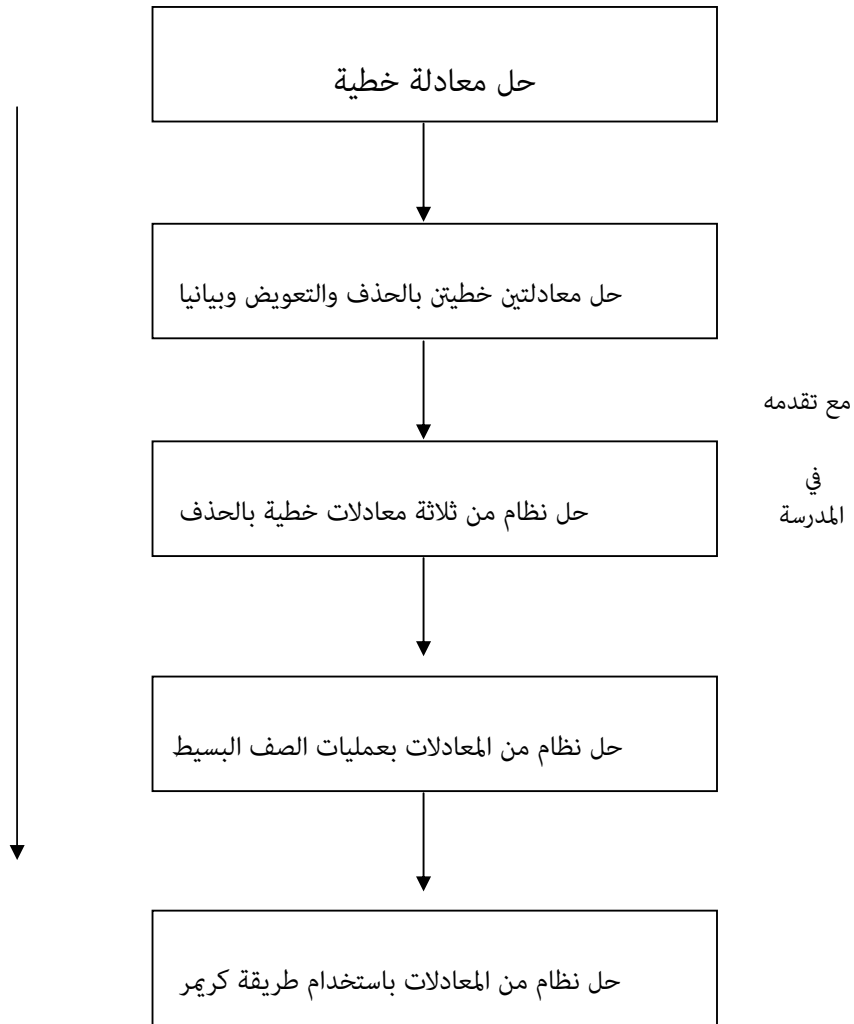 حل معادلة خطية
حل معادلتين خطيتن بالحذف والتعويض وبيانيا
مع تقدمه
في
المدرسة
حل نظام من ثلاثة معادلات خطية بالحذف
حل نظام من المعادلات بعمليات الصف البسيط
حل نظام من المعادلات باستخدام طريقة كريمر